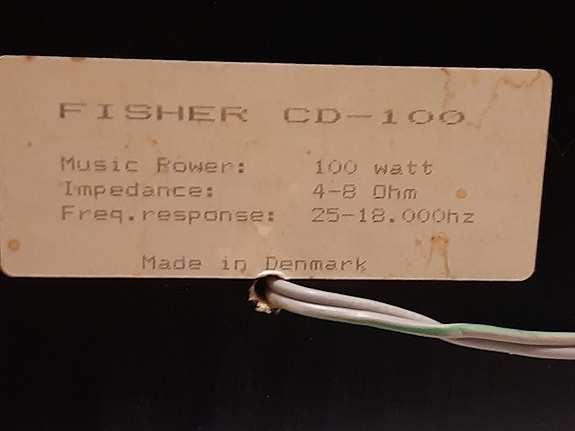 FISHER CD-100
Music Power: 100 watt
Impedance: 4-8 Ohm
Freq.response: 25-18.000hz
Made in Denmark